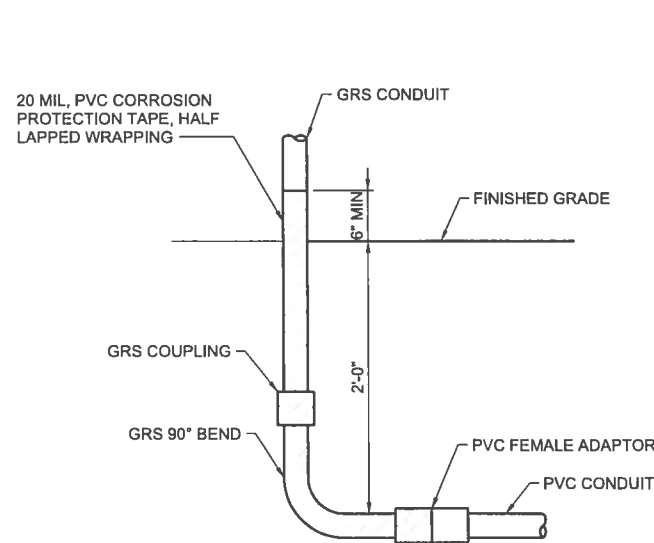 20 MIL, PVC CORROSION
PROTECTION TAPE, HALF
LAPPED WRAPPING
GRS CONDUIT
6" MIN
FINISHED GRADE
2'-0"
GRS COUPLING
GRS 90° BEND
PVC FEMALE ADAPTOR
PVC CONDUIT